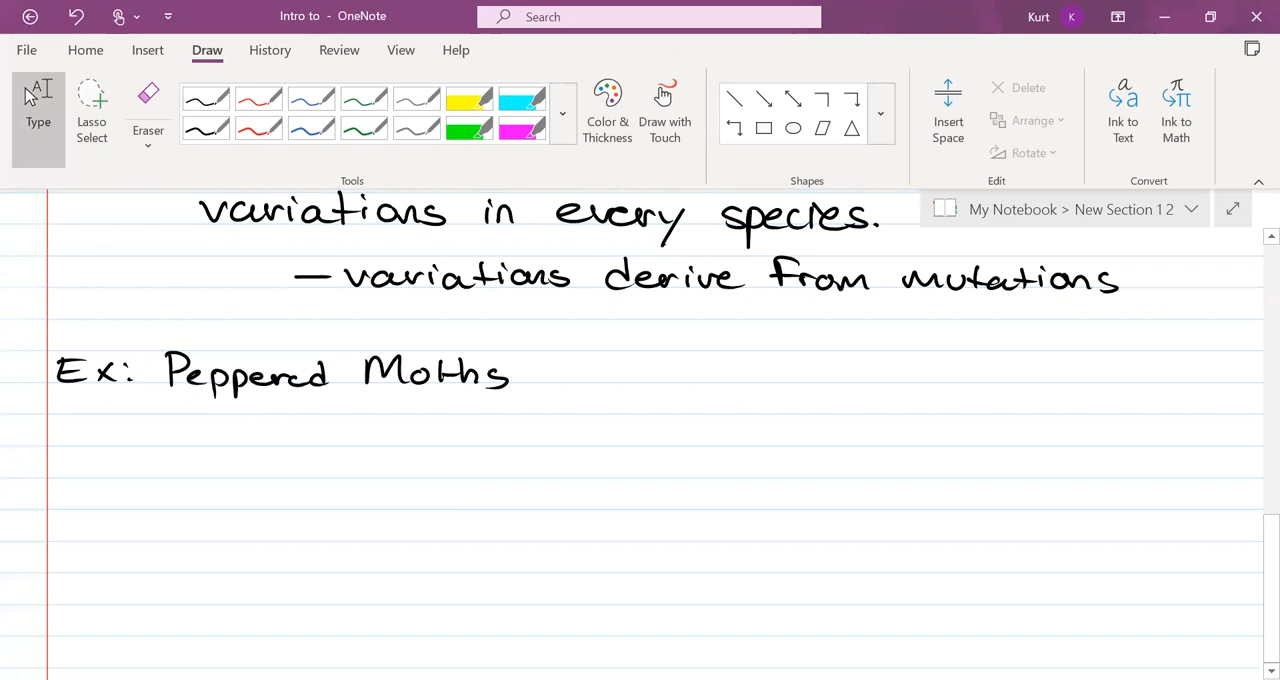 Intro to - OneNote
Search
Kurt K
File Home Insert Draw History Review View Help
Type
Lasso Select
Eraser
Color & Thickness
Draw with Touch
Insert Space
Delete
Arrange
Rotate
a a
Ink to Text
π π
Ink to Math
Tools Shapes Edit Convert
My Notebook > New Section 1 2
variations in every species.
— variations derive from mutations
Ex: Peppered Moths